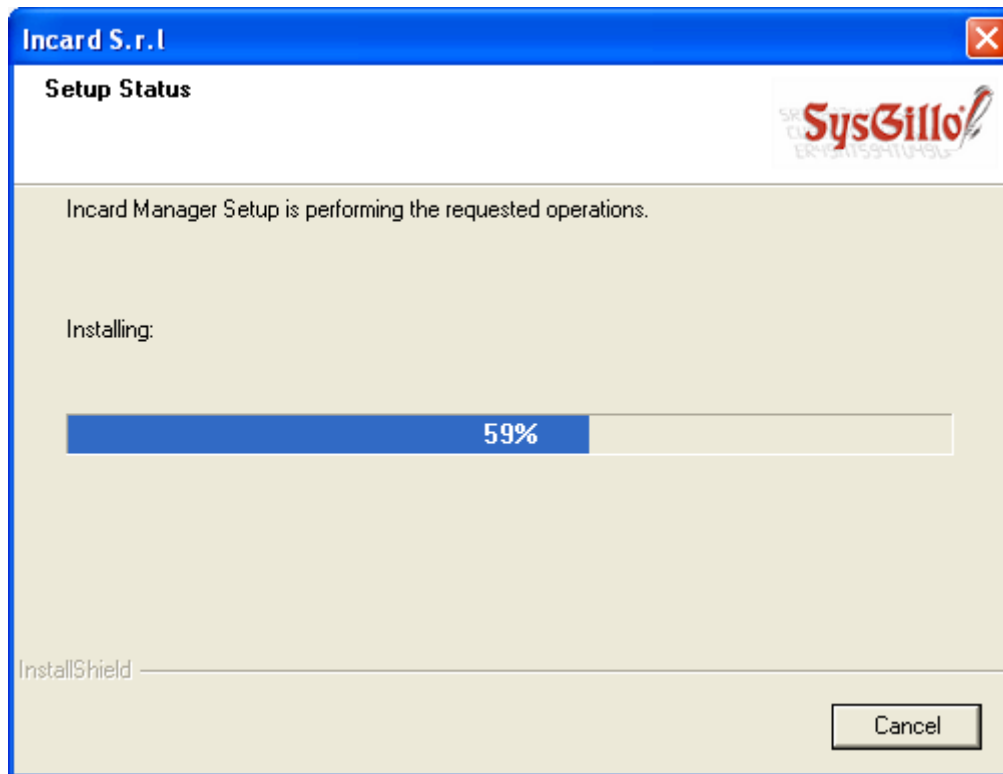 Incard S.r.l
Setup Status
SysGillo
Incard Manager Setup is performing the requested operations.
Installing:
59%
InstallShield
Cancel